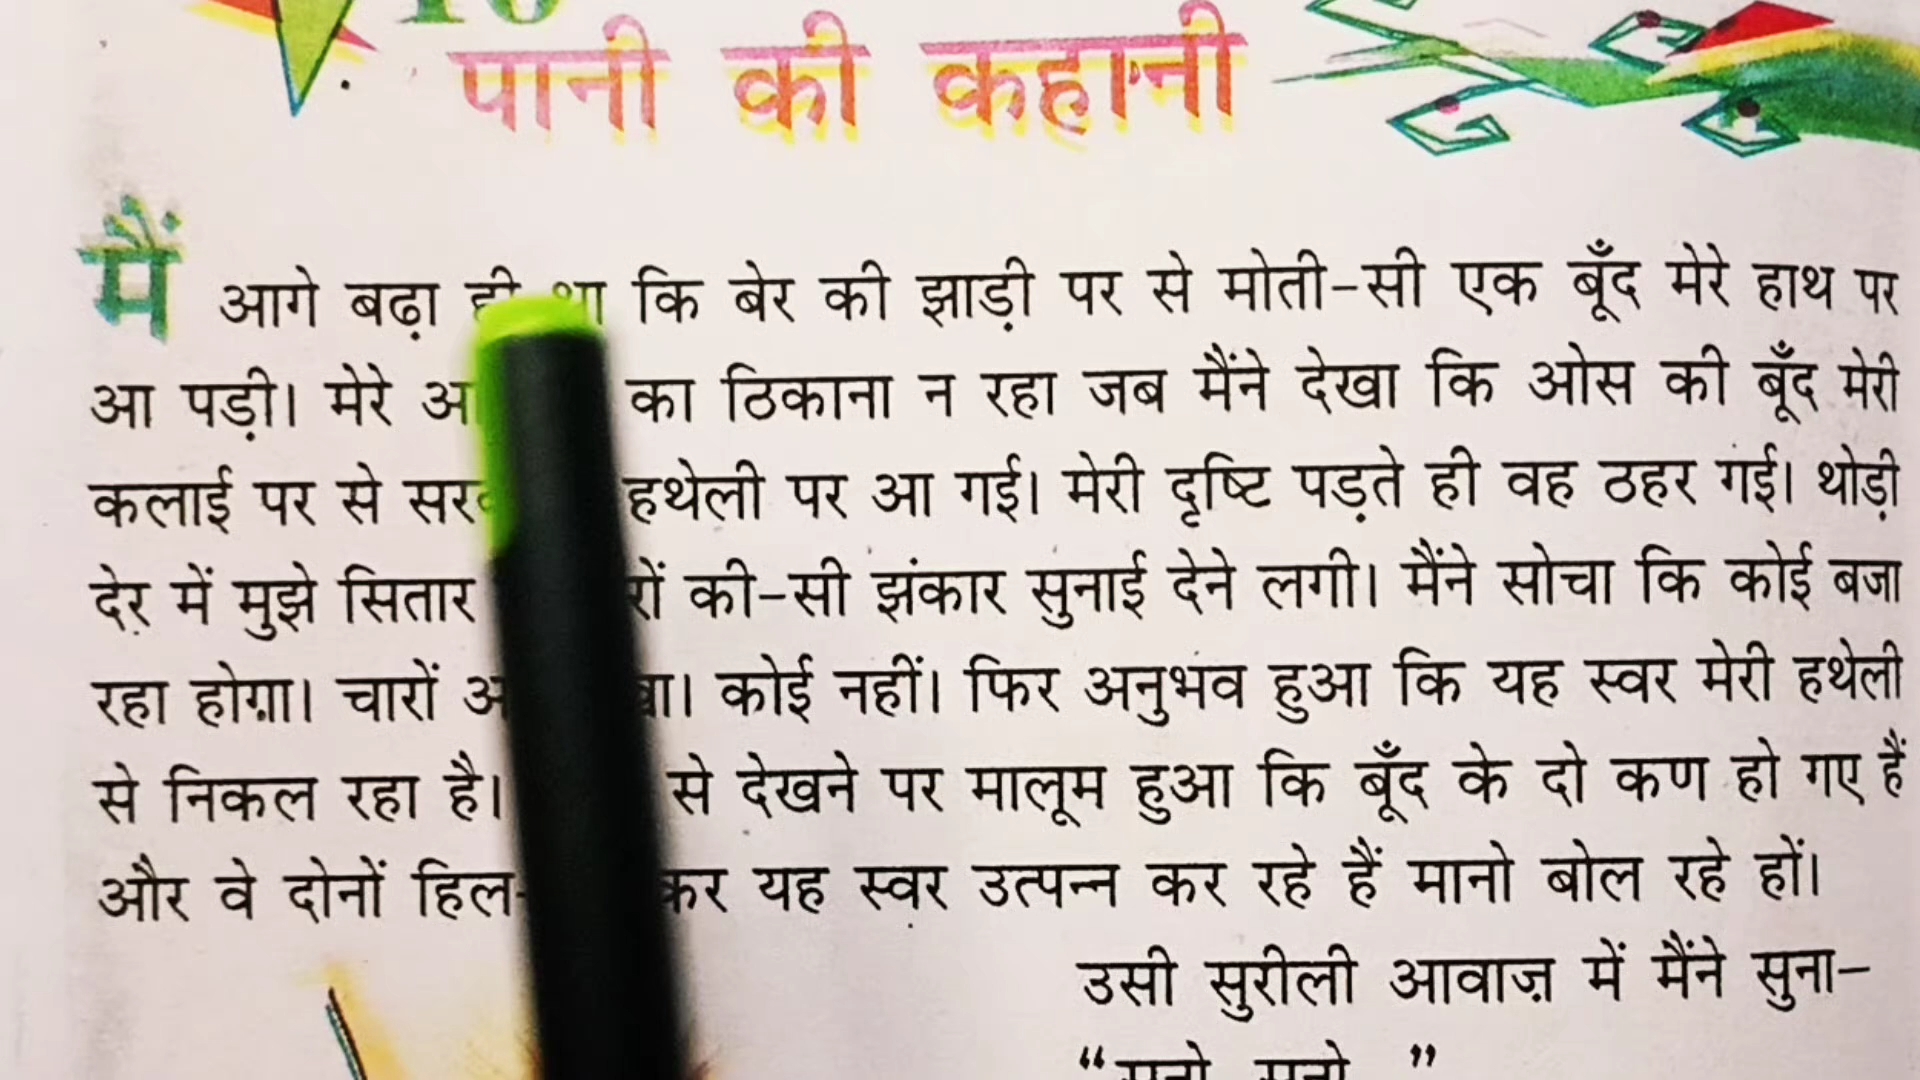 पानी की कहानी
मैं आगे बढ़ा ही था कि बेर की झाड़ी पर से मोती-सी एक बूँद मेरे हाथ पर
आ पड़ी। मेरे का ठिकाना न रहा जब मैंने देखा कि ओस की बूँद मेरी
कलाई पर से हथेली पर आ गई। मेरी दृष्टि पड़ते ही वह ठहर गई। थोड़ी
देर में मुझे सितार की-सी झंकार सुनाई देने लगी। मैंने सोचा कि कोई बजा
रहा होगा। चारों कोई नहीं। फिर अनुभव हुआ कि यह स्वर मेरी हथेली
से निकल रहा है। से देखने पर मालूम हुआ कि बूँद के दो कण हो गए हैं
और वे दोनों हिल- कर यह स्वर उत्पन्न कर रहे हैं मानो बोल रहे हों।
उसी सुरीली आवाज़ में मैंने सुना–